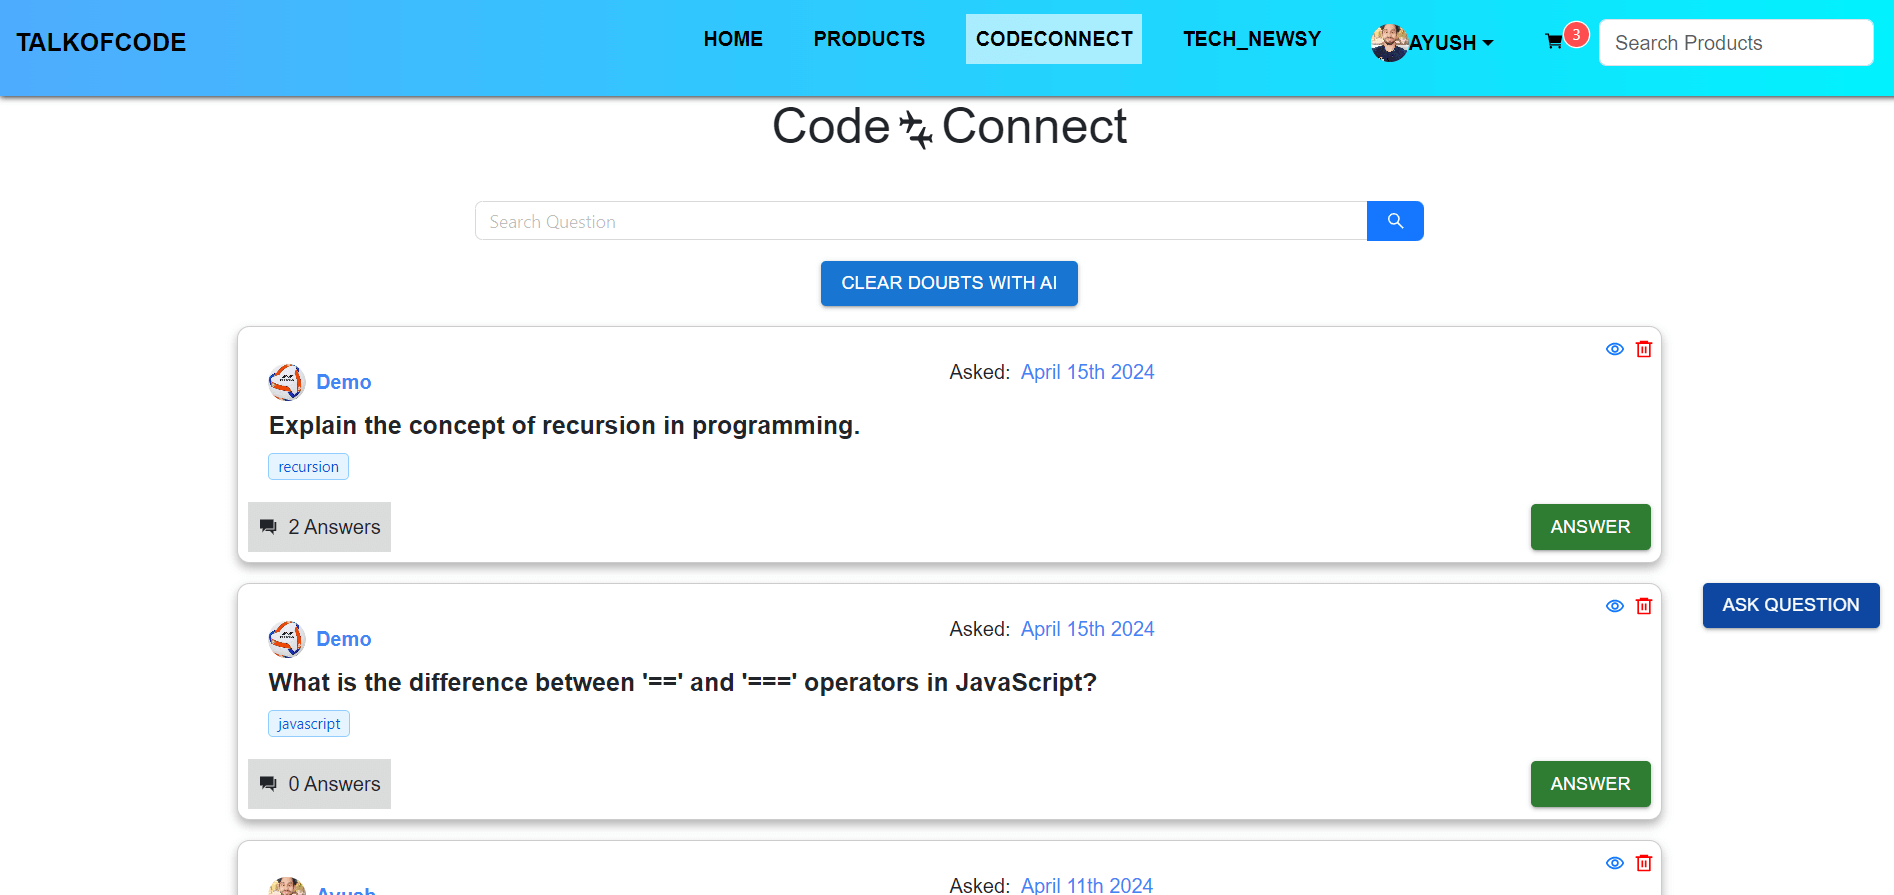 TALKOFCODE
HOME PRODUCTS CODECONNECT TECH_NEWSY AYUSH 3 Search Products
Code Connect
Search Question
CLEAR DOUBTS WITH AI
Demo Asked: April 15th 2024
Explain the concept of recursion in programming.
recursion
2 Answers ANSWER
ASK QUESTION
Demo Asked: April 15th 2024
What is the difference between '==' and '===' operators in JavaScript?
javascript
0 Answers ANSWER
Ayush Asked: April 11th 2024